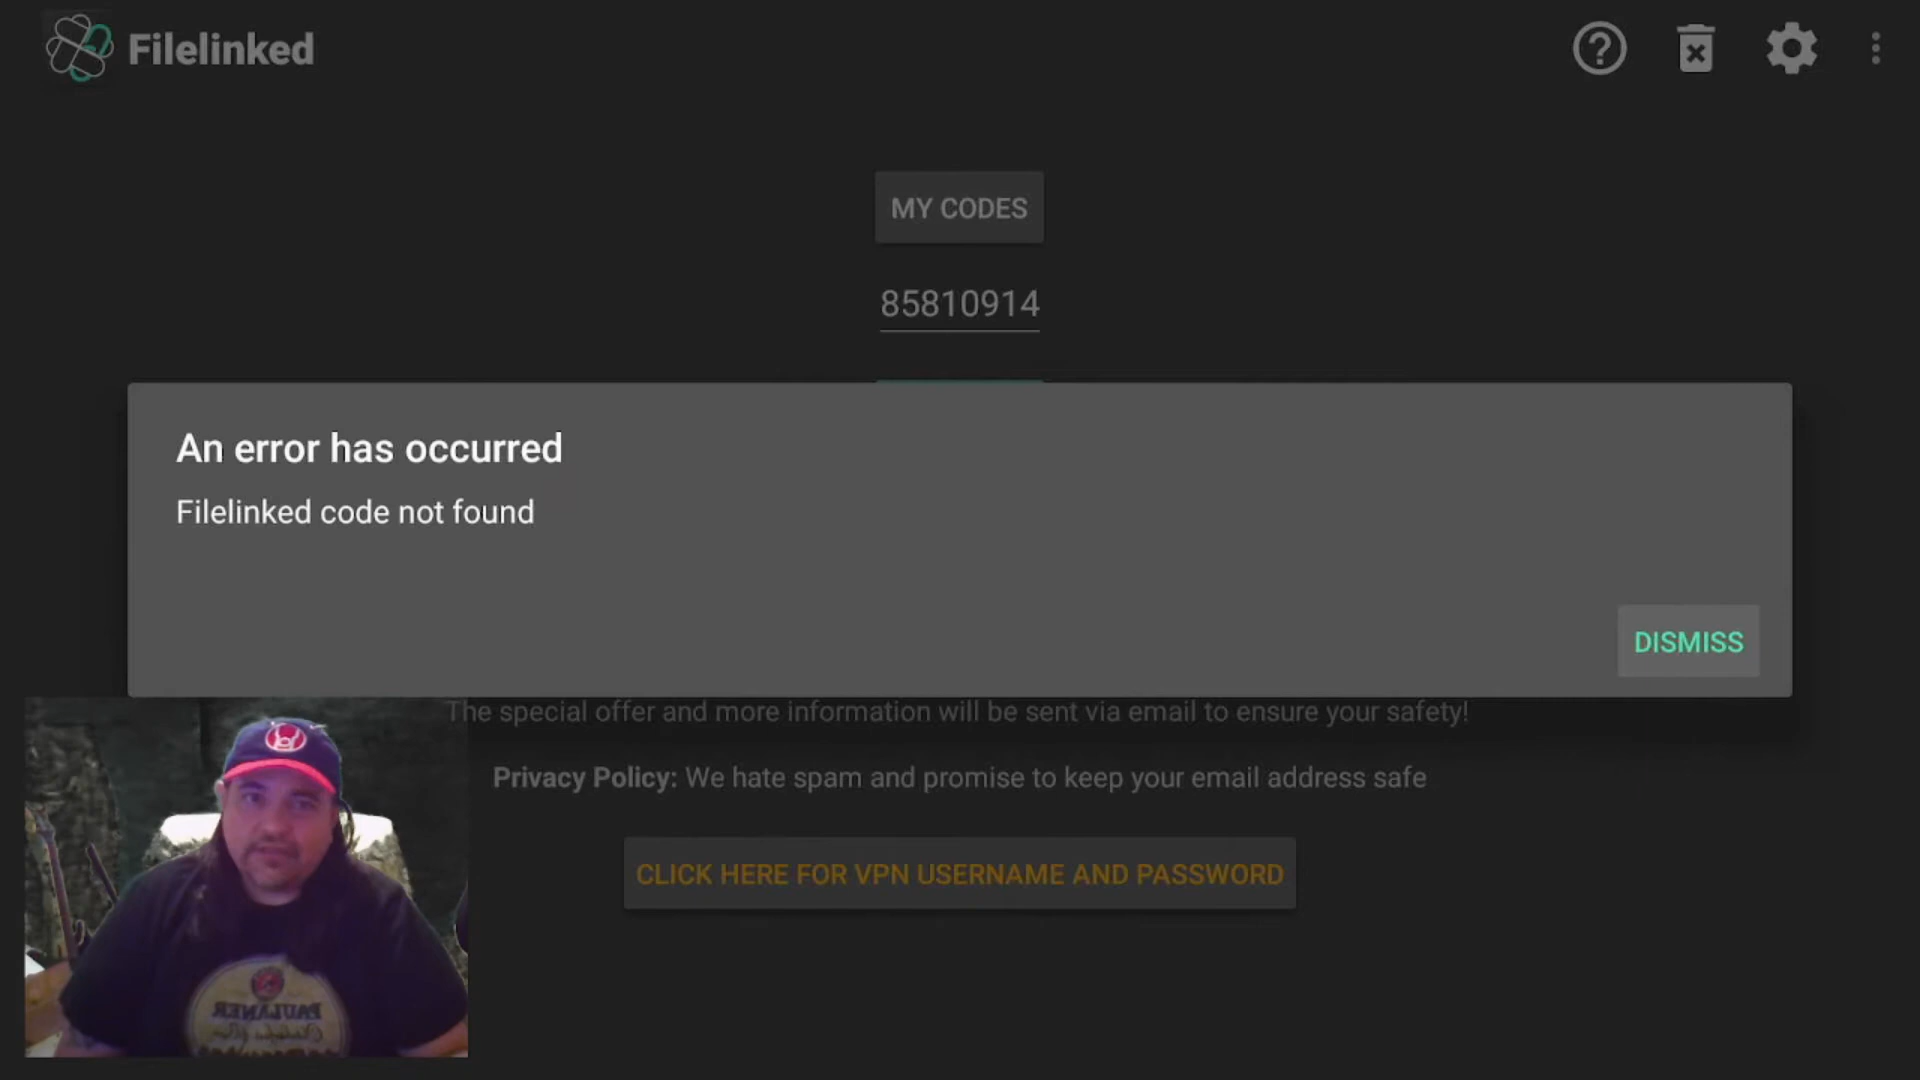 Filelinked
MY CODES
85810914
An error has occurred
Filelinked code not found
DISMISS
The special offer and more information will be sent via email to ensure your safety!
Privacy Policy: We hate spam and promise to keep your email address safe
CLICK HERE FOR VPN USERNAME AND PASSWORD
PAULANER